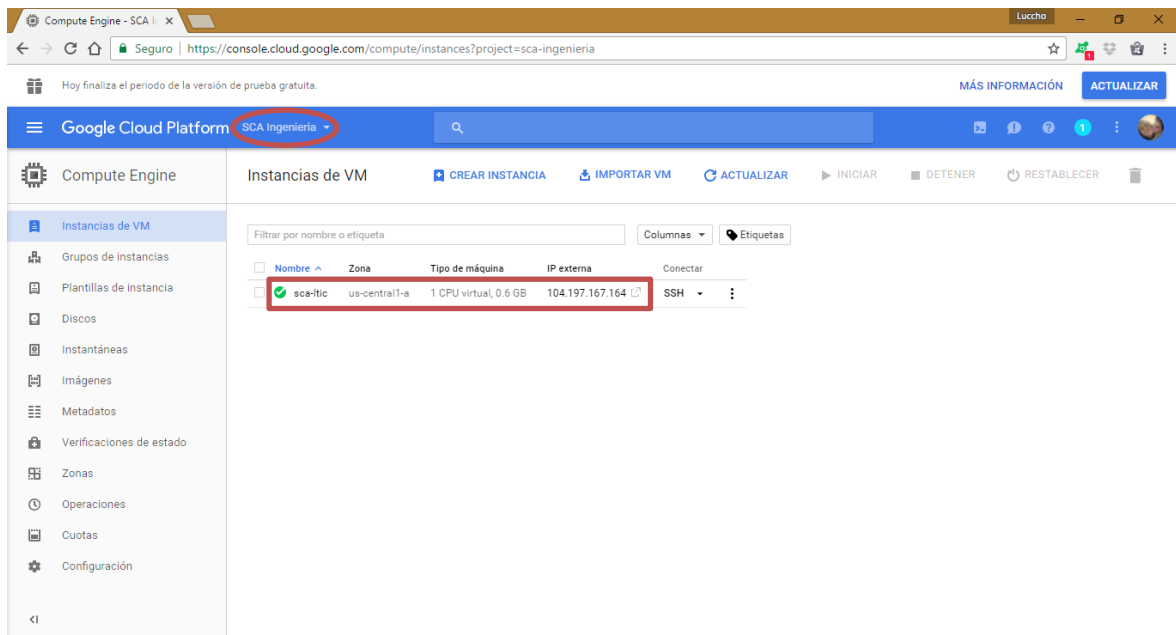 Compute Engine - SCA In
Luccho
Seguro | https://console.cloud.google.com/compute/instances?project=sca-ingenieria
1
Hoy finaliza el periodo de la versión de prueba gratuita.
MÁS INFORMACIÓN
ACTUALIZAR
Google Cloud Platform
SCA Ingeniería
1
Compute Engine
Instancias de VM
CREAR INSTANCIA
IMPORTAR VM
ACTUALIZAR
INICIAR
DETENER
RESTABLECER
Instancias de VM
Grupos de instancias
Plantillas de instancia
Discos
Instantáneas
Imágenes
Metadatos
Verificaciones de estado
Zonas
Operaciones
Cuotas
Configuración
Filtrar por nombre o etiqueta
Columnas
Etiquetas
Nombre Zona Tipo de máquina IP externa Conectar
sca-ltic us-central1-a 1 CPU virtual, 0.6 GB 104.197.167.164 SSH